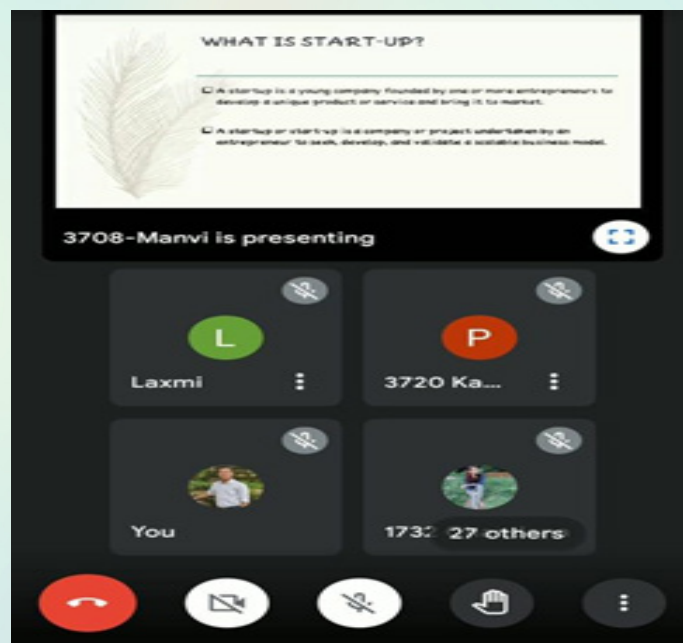 WHAT IS START-UP?
A startup is a young company founded by one or more entrepreneurs to
develop a unique product or service and bring it to market.
A startup or start-up is a company or project undertaken by an
entrepreneur to seek, develop, and validate a scalable business model.
3708-Manvi is presenting
L
P
Laxmi
3720 Ka...
You
173
27 others